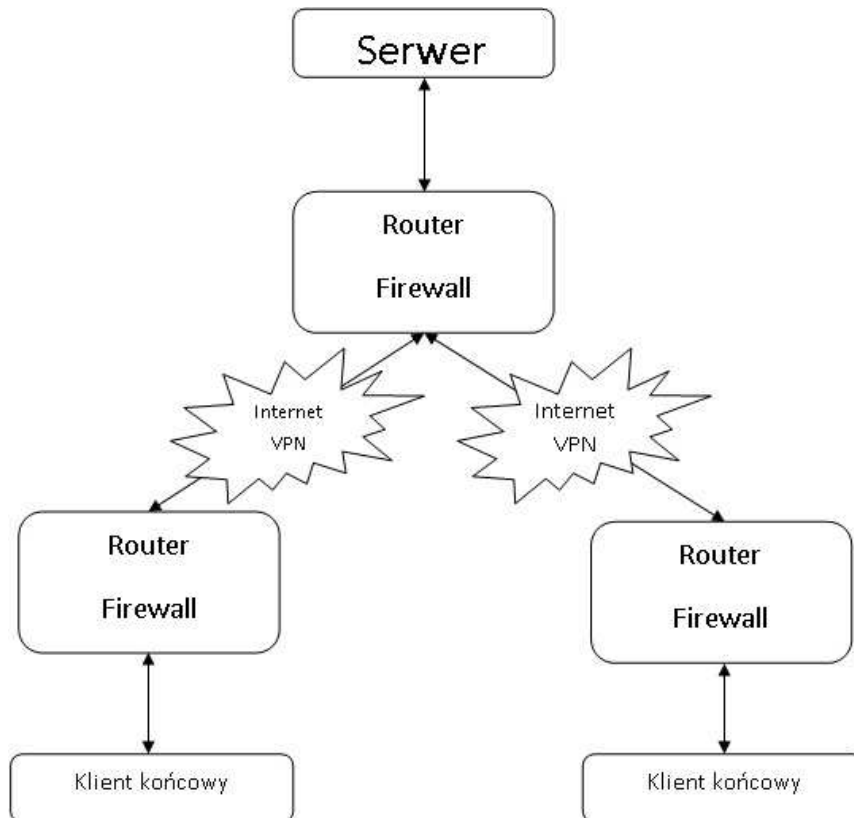 Serwer
Router
Firewall
Internet
VPN
Internet
VPN
Router
Firewall
Router
Firewall
Klient końcowy
Klient końcowy